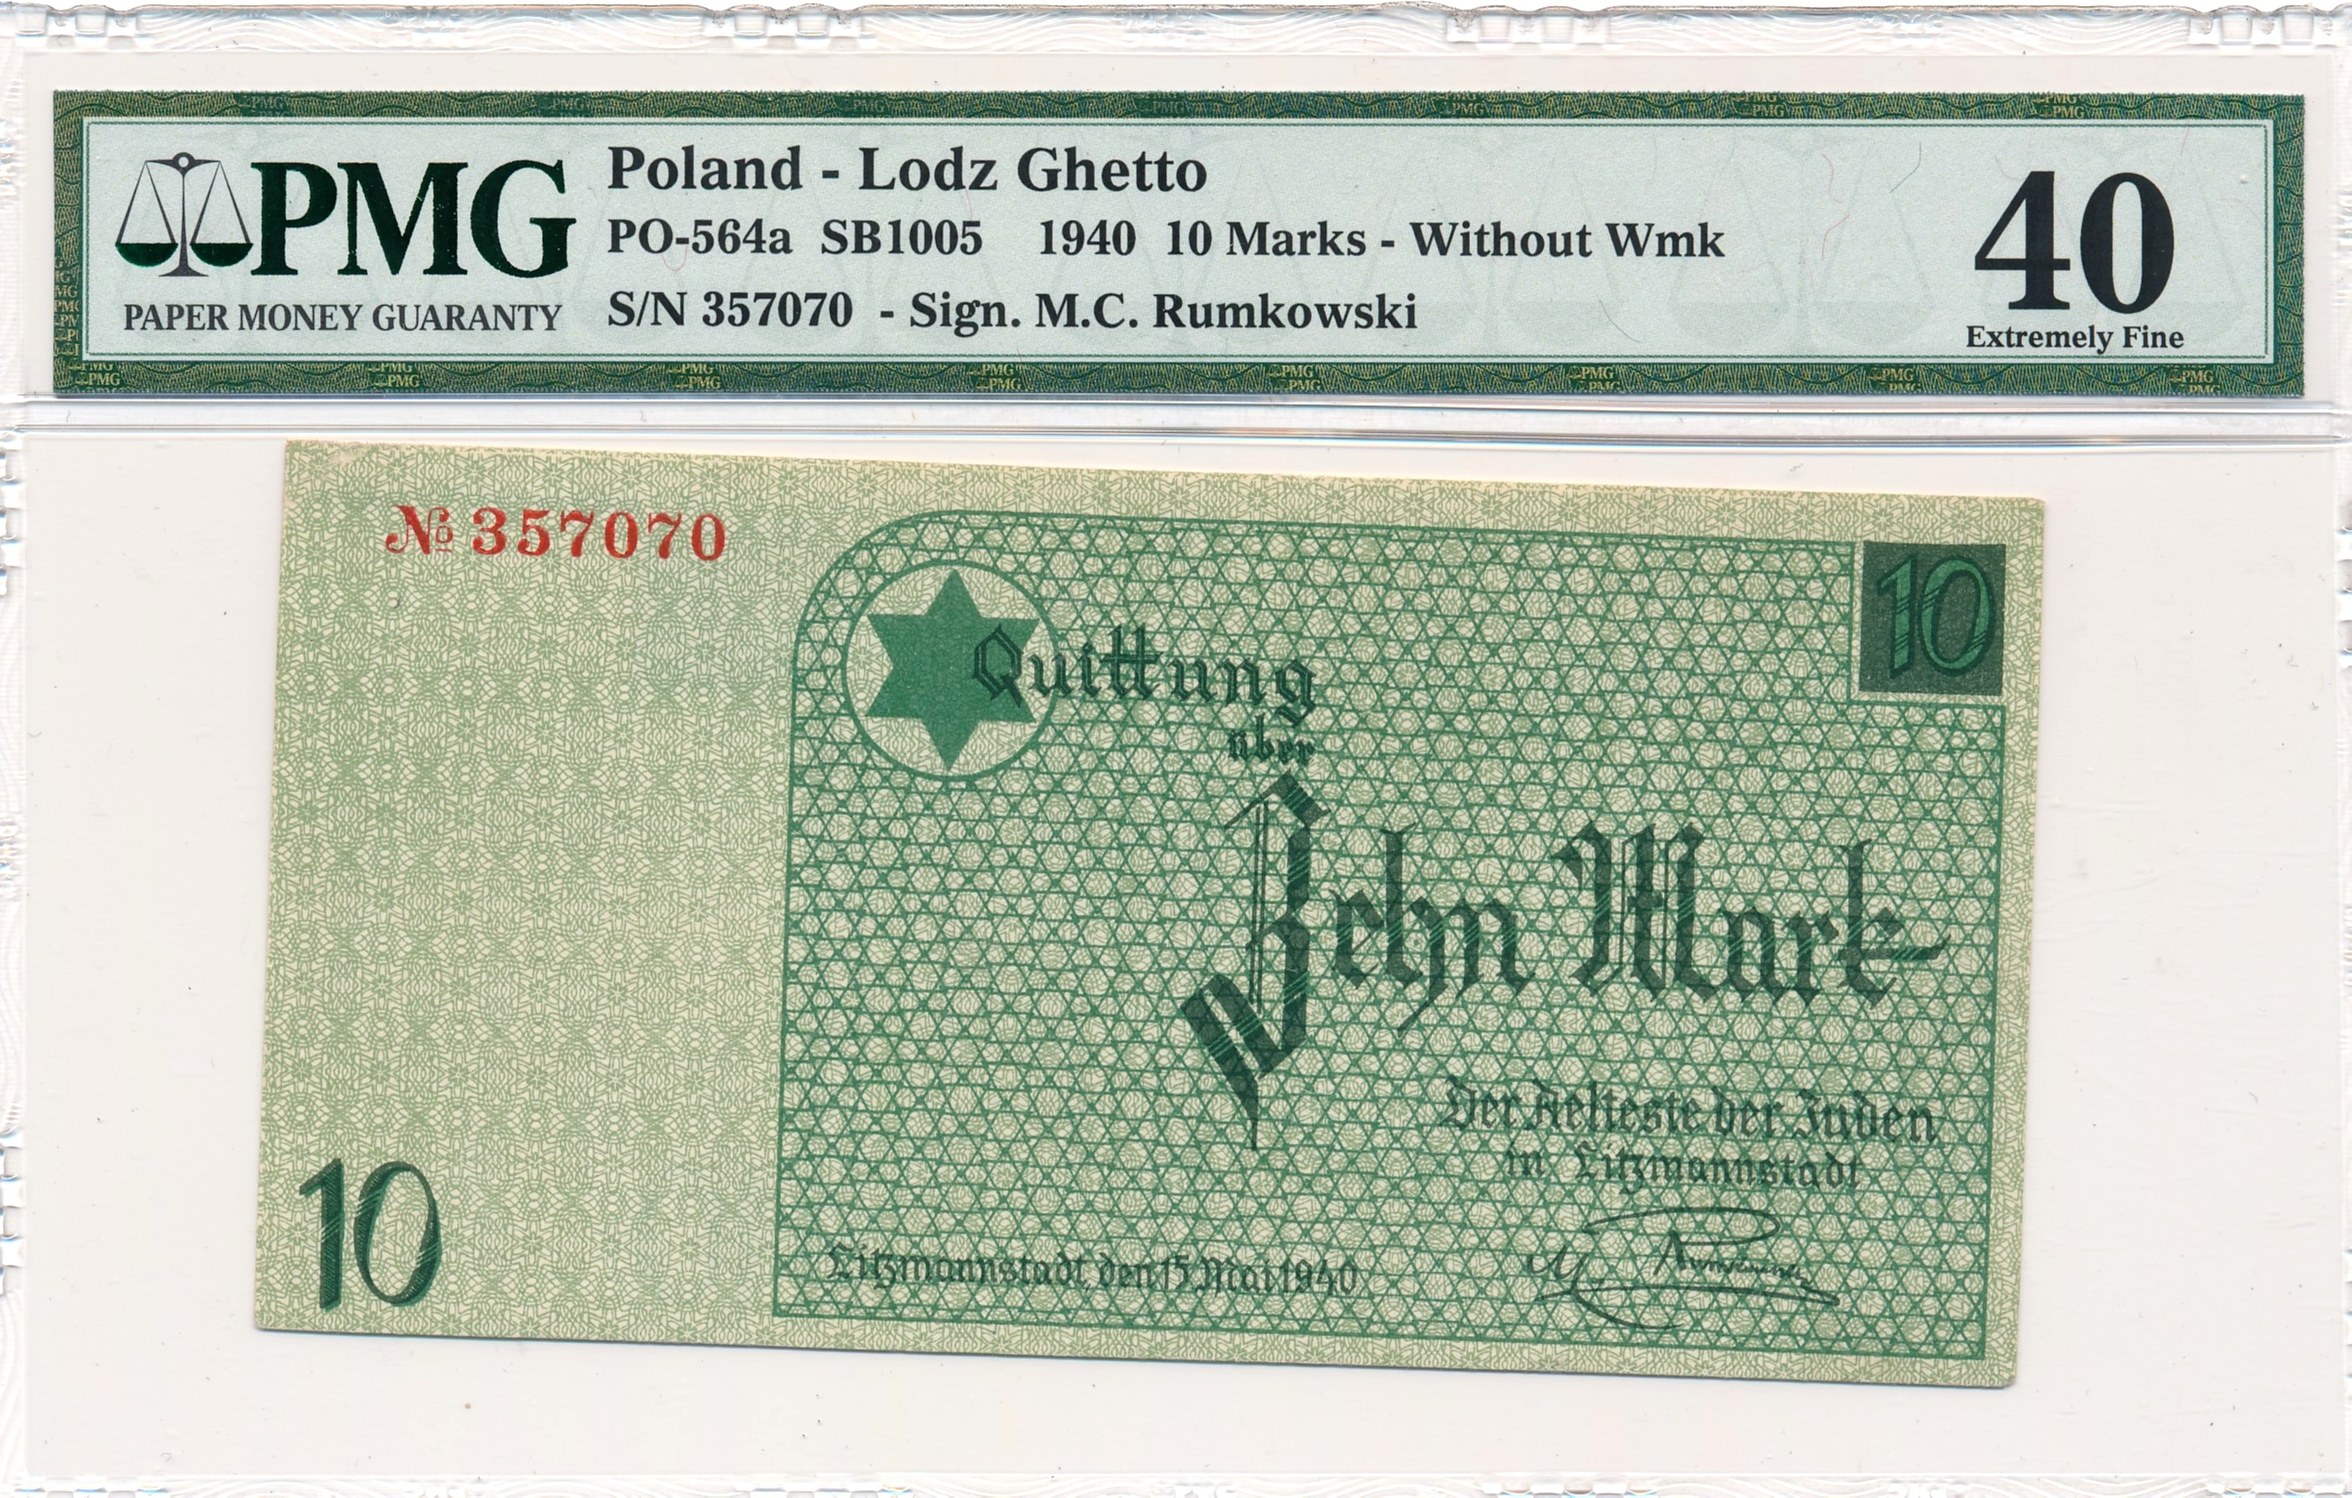 PMG
PAPER MONEY GUARANTY
Poland - Lodz Ghetto
PO-564a SB1005 1940 10 Marks - Without Wmk
S/N 357070 - Sign. M.C. Rumkowski
40
Extremely Fine
№ 357070
10
Quittung
über
Zehn Mark
Der Aelteste der Juden
in Litzmannstadt
Litzmannstadt, den 15. Mai 1940
M. Rumkowski
10